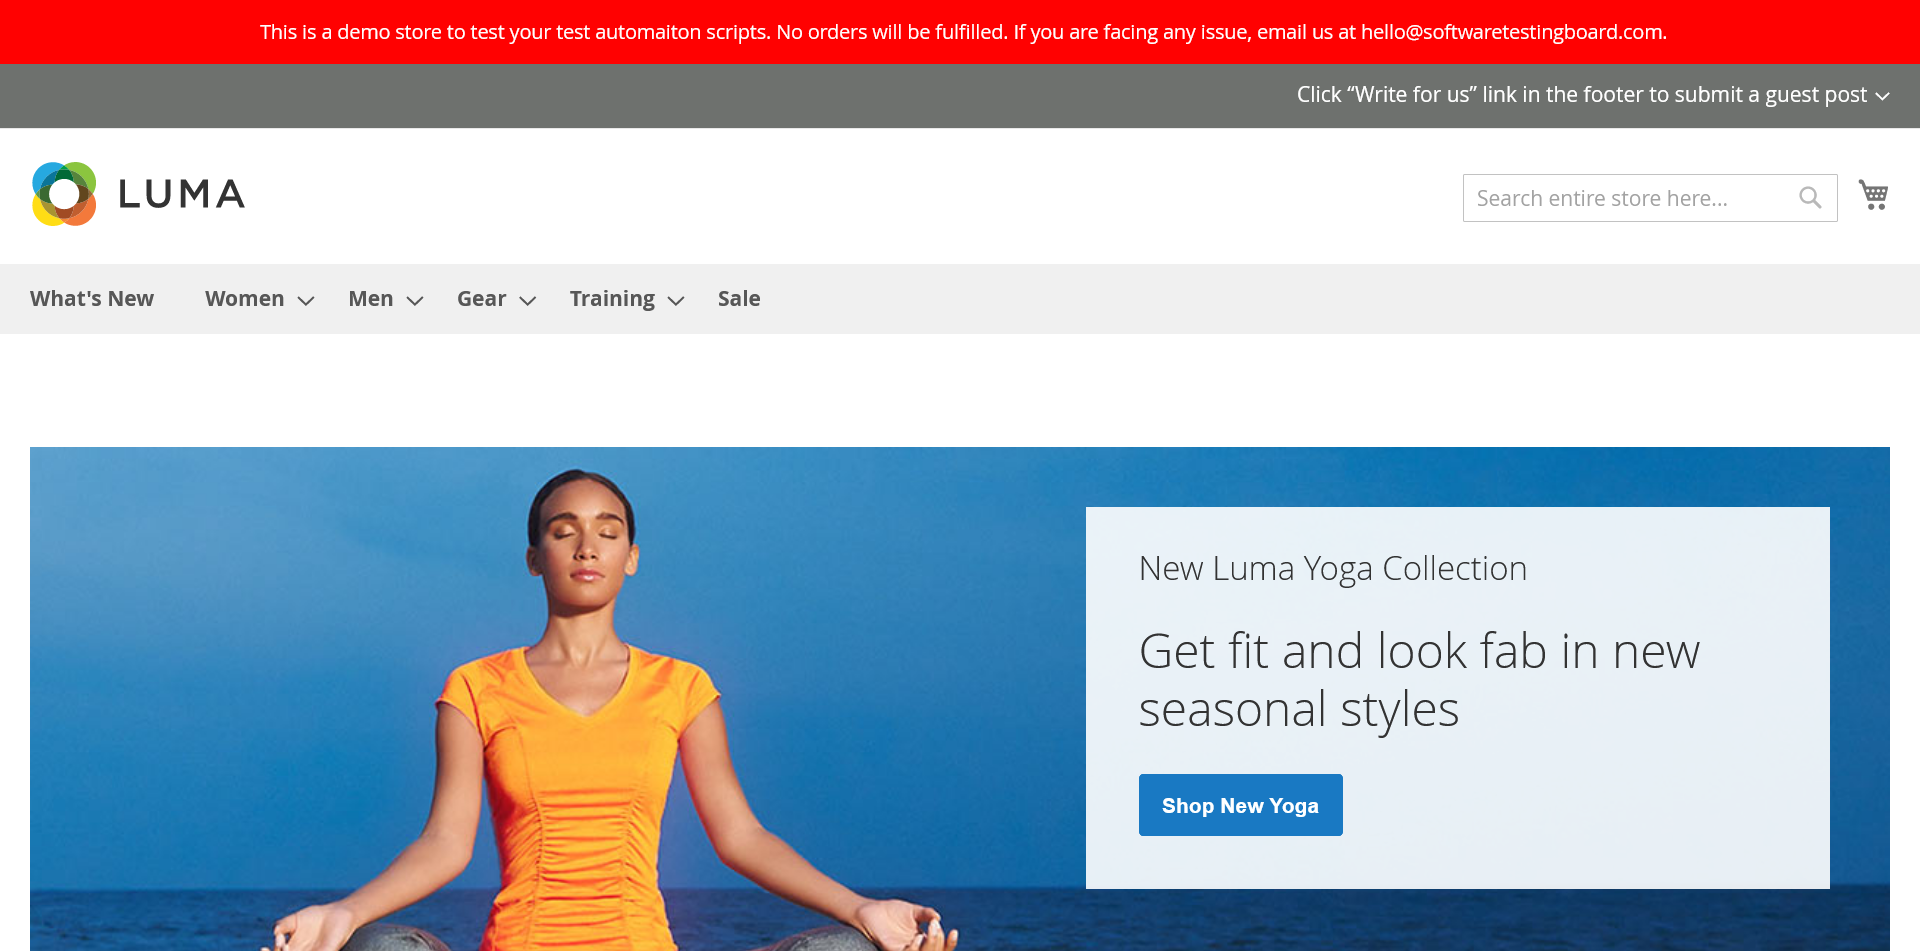 This is a demo store to test your test automaiton scripts. No orders will be fulfilled. If you are facing any issue, email us at hello@softwaretestingboard.com.
Click “Write for us” link in the footer to submit a guest post
LUMA
Search entire store here...
What's New Women Men Gear Training Sale
New Luma Yoga Collection
Get fit and look fab in new
seasonal styles
Shop New Yoga